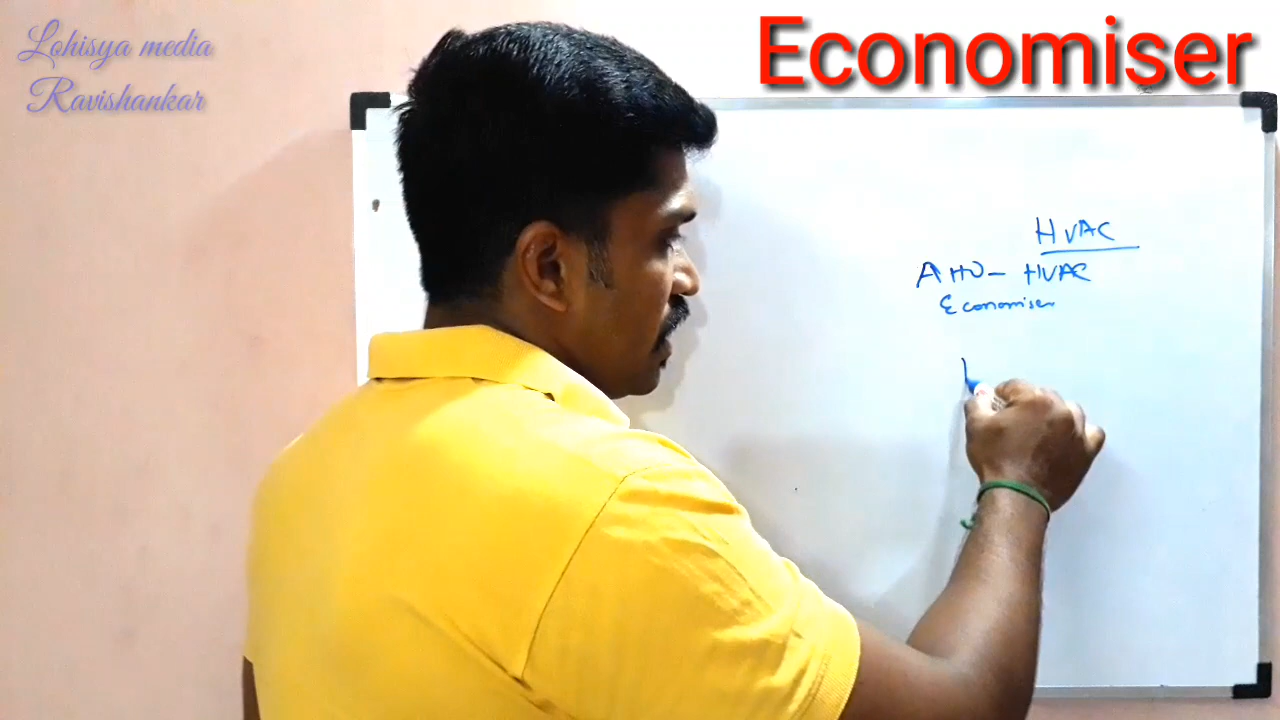 Lohisya media
Ravishankar
Economiser
HVAC
AHU - HVAC
Economiser